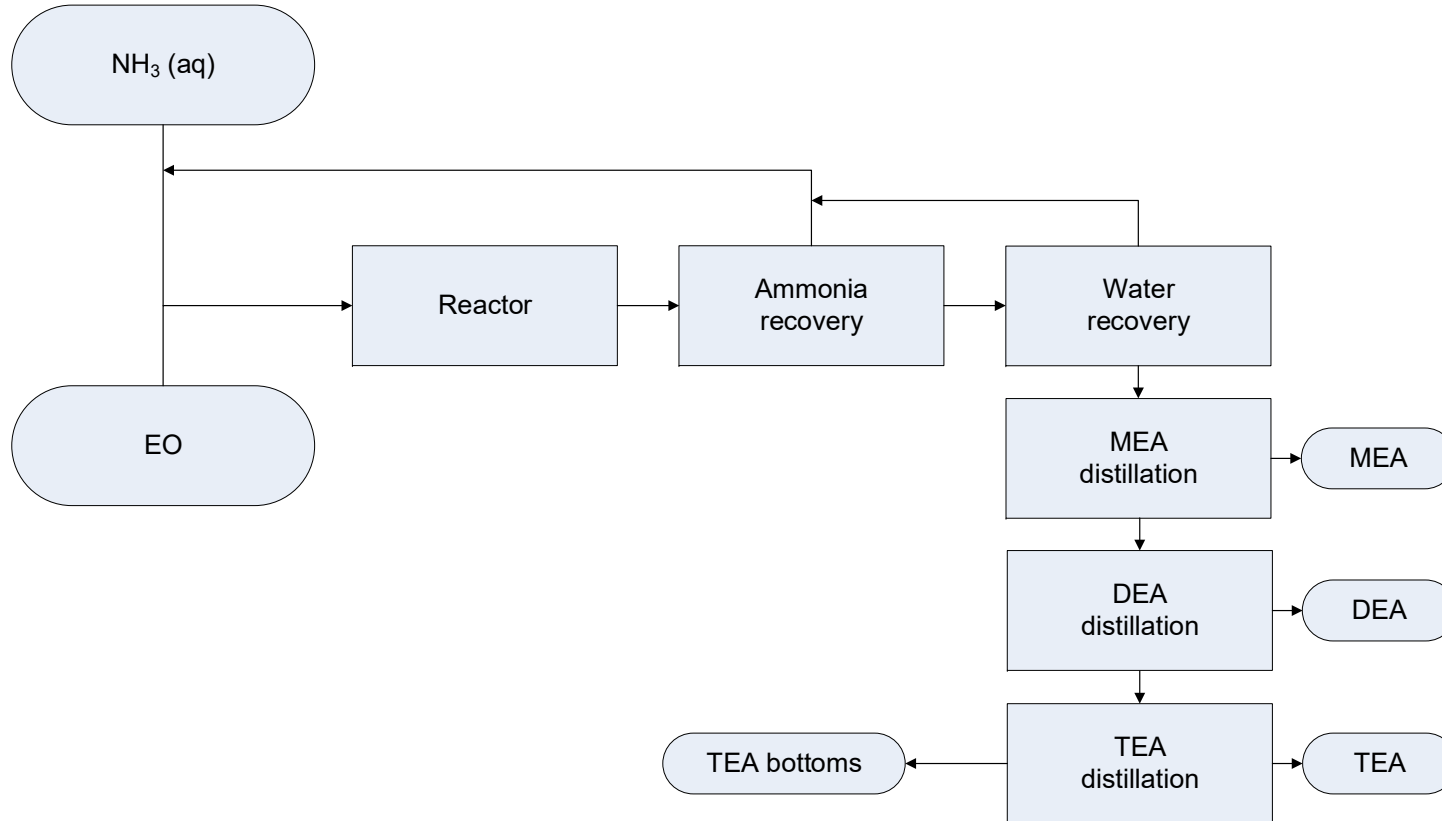 NH₃ (aq)
Reactor
Ammonia
recovery
Water
recovery
EO
MEA
distillation
MEA
DEA
distillation
DEA
TEA bottoms
TEA
distillation
TEA